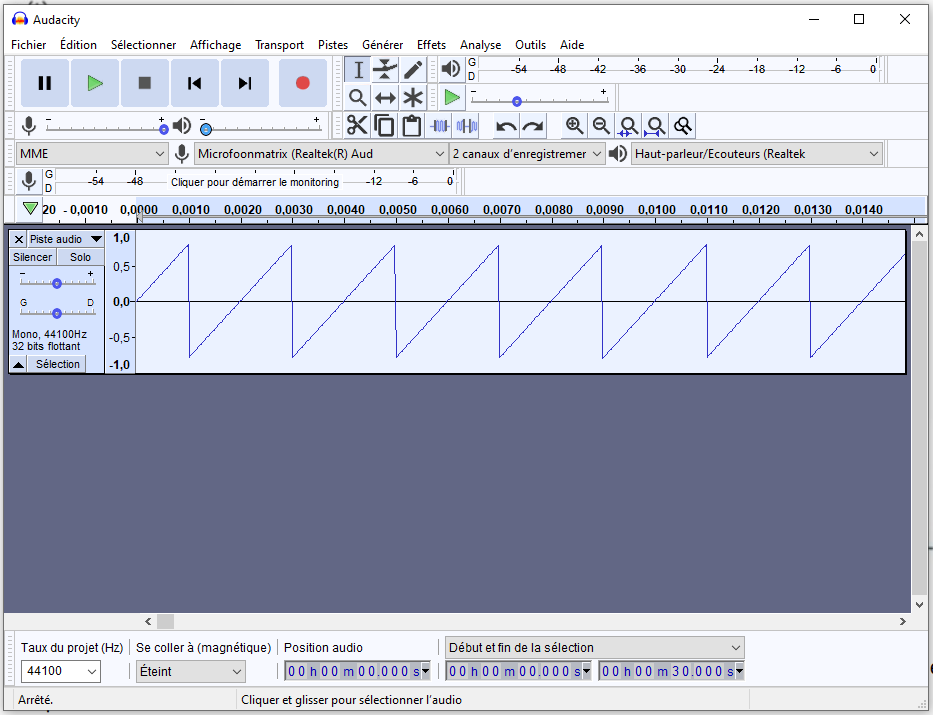 Audacity
Fichier Édition Sélectionner Affichage Transport Pistes Générer Effets Analyse Outils Aide
G
D
-54 -48 -42 -36 -30 -24 -18 -12 -6 0
- +
- + - +
MME Microfoonmatrix (Realtek(R) Aud 2 canaux d'enregistremer Haut-parleur/Ecouteurs (Realtek
G
D
-54 -48 Cliquer pour démarrer le monitoring -12 -6 0
20 - 0,0010 0,0000 0,0010 0,0020 0,0030 0,0040 0,0050 0,0060 0,0070 0,0080 0,0090 0,0100 0,0110 0,0120 0,0130 0,0140
Piste audio 1,0
Silencer Solo 0,5
- +
G D 0,0
Mono, 44100Hz -0,5
32 bits flottant
Sélection -1,0
Taux du projet (Hz) Se coller à (magnétique) Position audio Début et fin de la sélection
44100 Éteint 00 h 00 m 00.000 s 00 h 00 m 00.000 s 00 h 00 m 30.000 s
Arrêté. Cliquer et glisser pour sélectionner l'audio